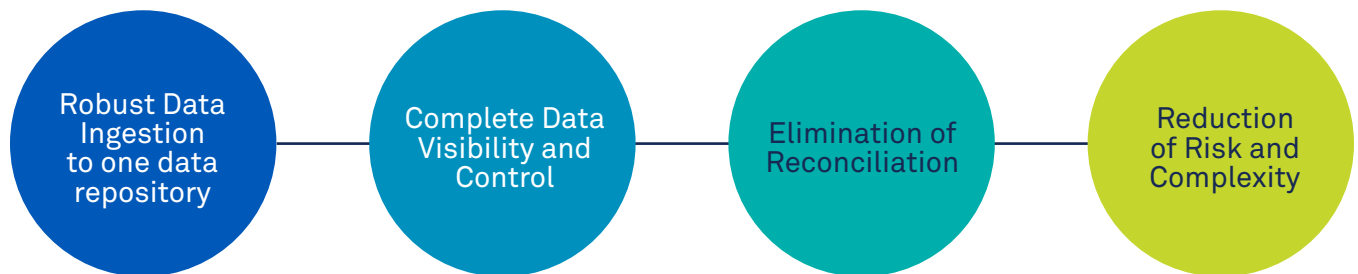 Robust Data
Ingestion
to one data
repository
Complete Data
Visibility and
Control
Elimination of
Reconciliation
Reduction
of Risk and
Complexity